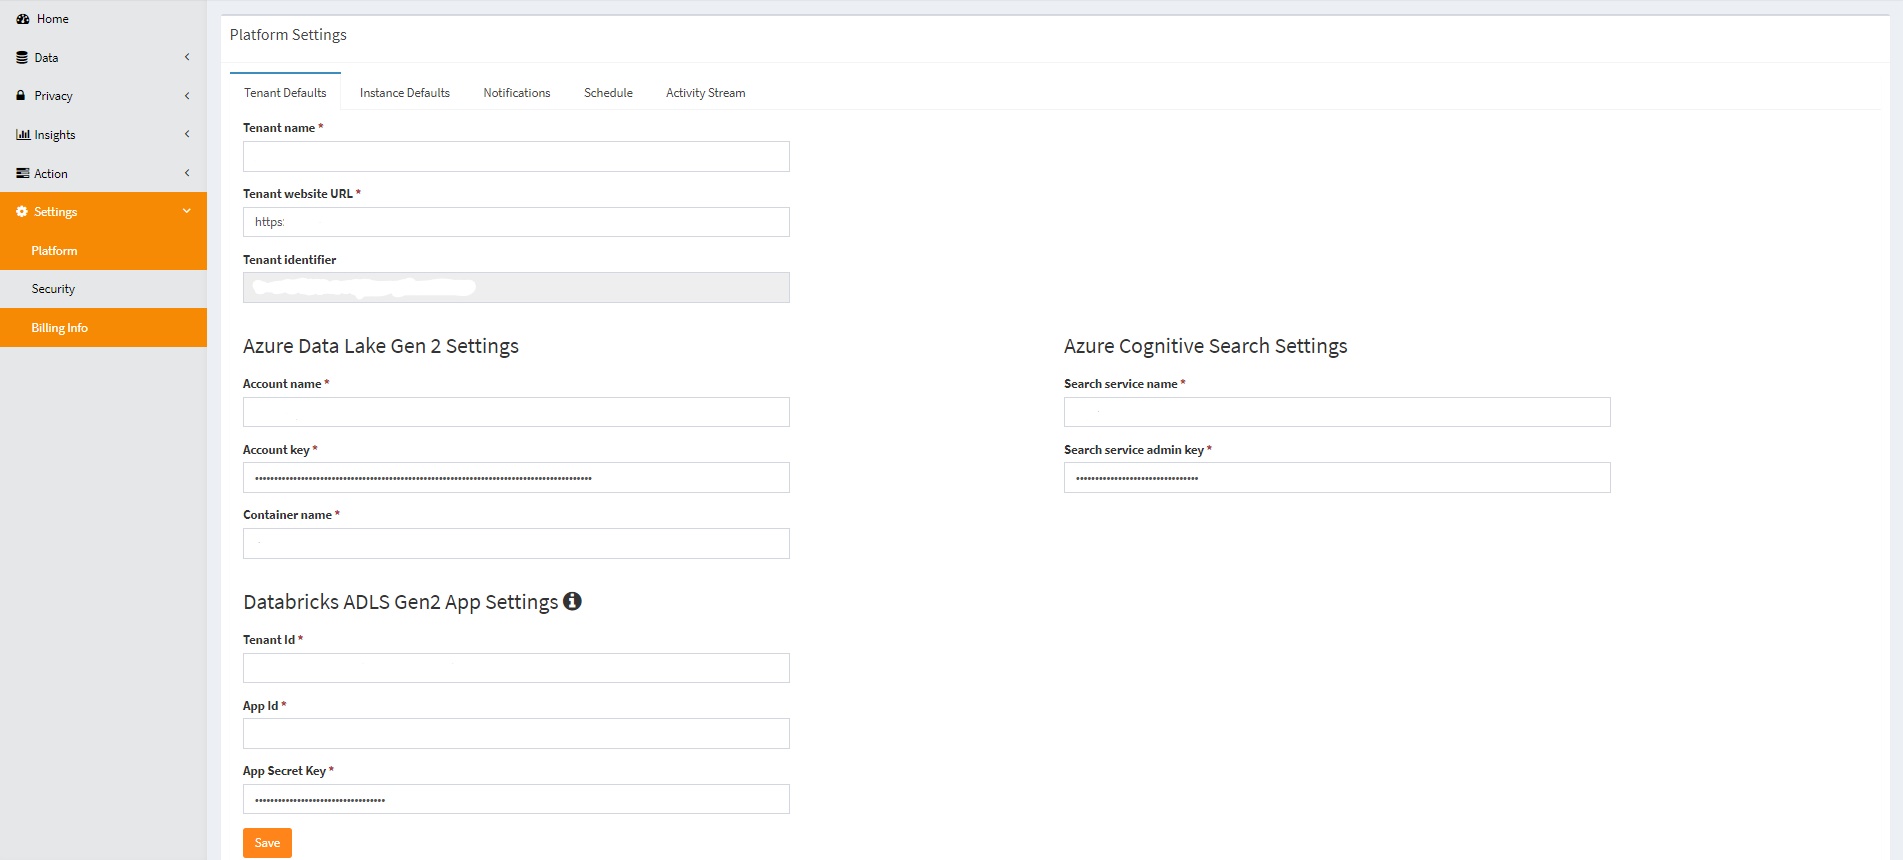 Home
Data
Privacy
Insights
Action
Settings
Platform
Security
Billing Info
Platform Settings
Tenant Defaults Instance Defaults Notifications Schedule Activity Stream
Tenant name *
Tenant website URL *
https:
Tenant identifier
Azure Data Lake Gen 2 Settings
Account name *
Account key *
Container name *
Azure Cognitive Search Settings
Search service name *
Search service admin key *
Databricks ADLS Gen2 App Settings
Tenant Id *
App Id *
App Secret Key *
Save